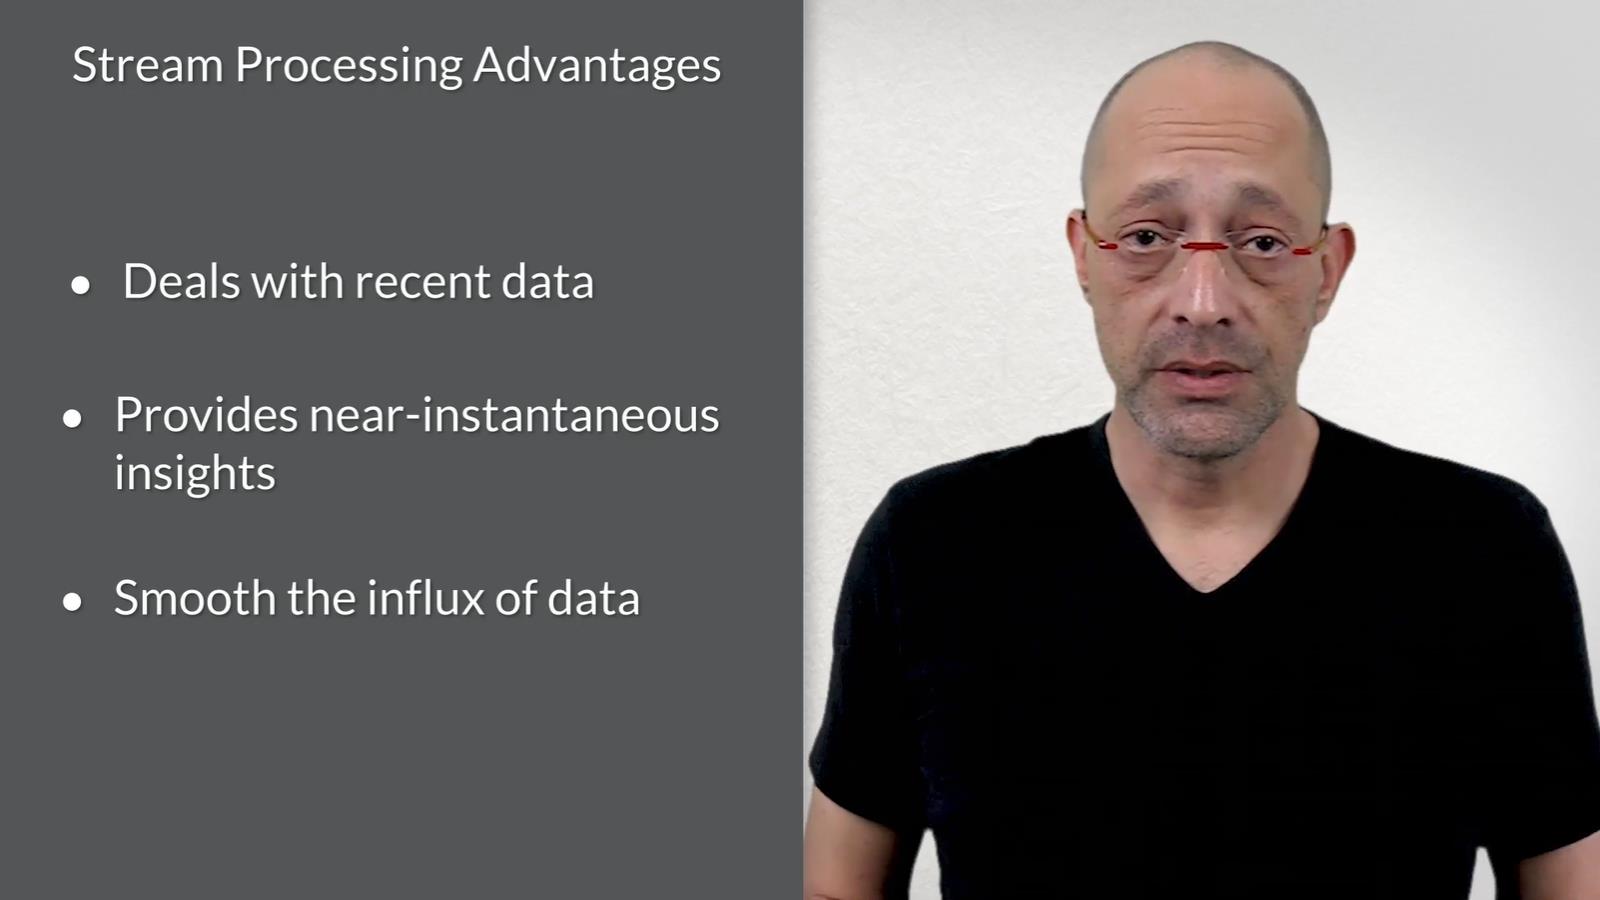 Stream Processing Advantages
● Deals with recent data
● Provides near-instantaneous
insights
● Smooth the influx of data